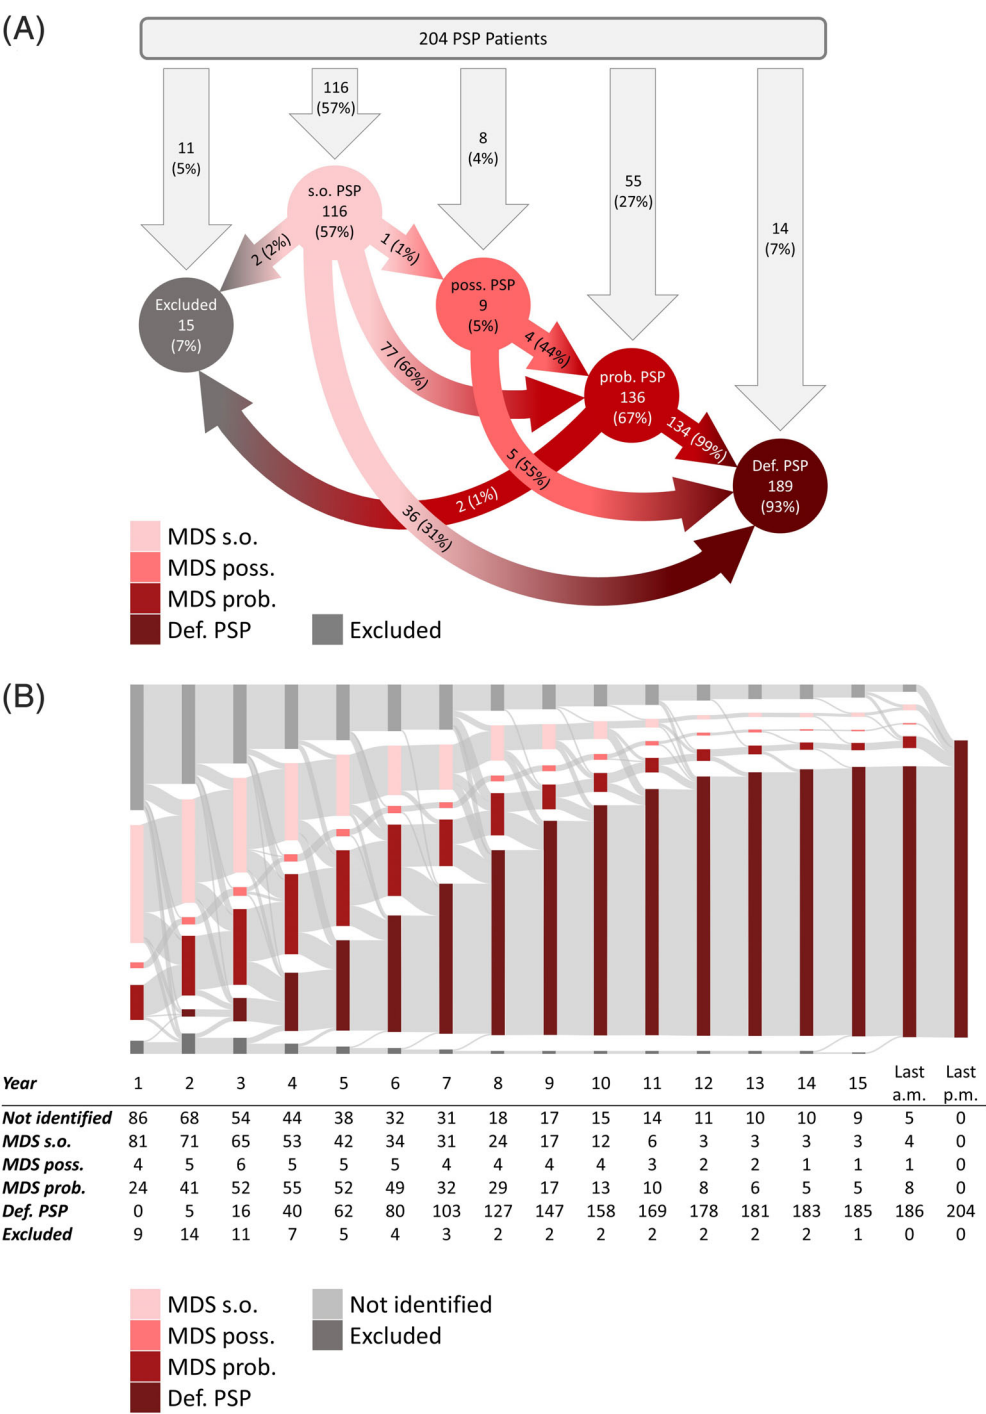 (A)
204 PSP Patients
11
(5%)
116
(57%)
8
(4%)
55
(27%)
14
(7%)
s.o. PSP
116
(57%)
2 (2%)
1 (1%)
Excluded
15
(7%)
poss. PSP
9
(5%)
77 (66%)
4 (44%)
prob. PSP
136
(67%)
134 (99%)
Def. PSP
189
(93%)
5 (55%)
2 (1%)
36 (31%)
MDS s.o.
MDS poss.
MDS prob.
Def. PSP
Excluded
(B)
Year 1 2 3 4 5 6 7 8 9 10 11 12 13 14 15 Last a.m. Last p.m.
Not identified 86 68 54 44 38 32 31 18 17 15 14 11 10 10 9 5 0
MDS s.o. 81 71 65 53 42 34 31 24 17 12 6 3 3 3 3 4 0
MDS poss. 4 5 6 5 5 5 4 4 4 4 3 2 2 1 1 1 0
MDS prob. 24 41 52 55 52 49 32 29 17 13 10 8 6 5 5 8 0
Def. PSP 0 5 16 40 62 80 103 127 147 158 169 178 181 183 185 186 204
Excluded 9 14 11 7 5 4 3 2 2 2 2 2 2 2 1 0 0
MDS s.o.
MDS poss.
MDS prob.
Def. PSP
Not identified
Excluded